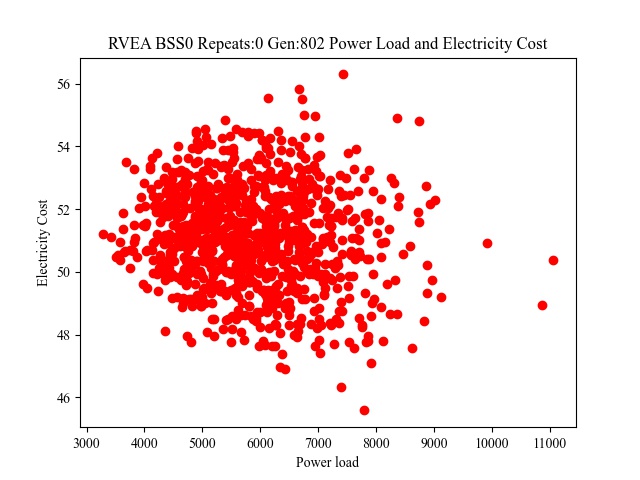 RVEA BSS0 Repeats:0 Gen:802 Power Load and Electricity Cost
56
54
52
50
48
46
Electricity Cost
3000 4000 5000 6000 7000 8000 9000 10000 11000
Power load